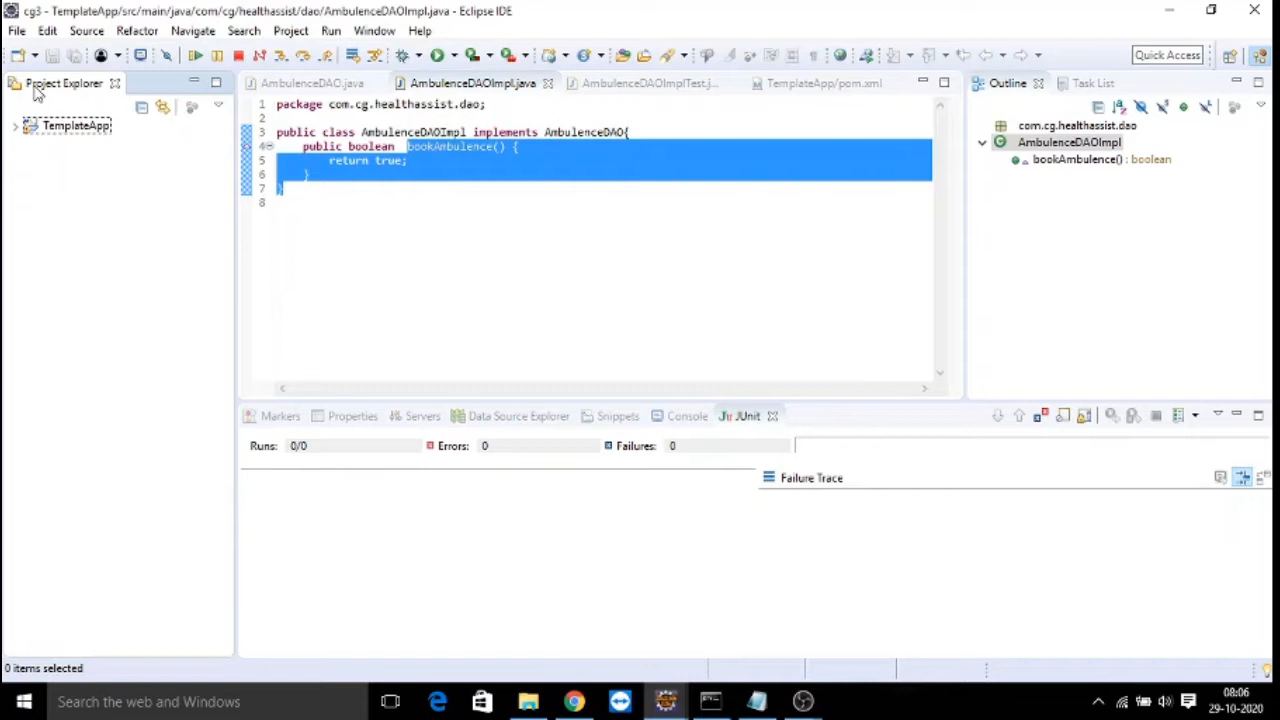 cg3 - TemplateApp/src/main/java/com/cg/healthassist/dao/AmbulenceDAOImpl.java - Eclipse IDE
File Edit Source Refactor Navigate Search Project Run Window Help
Quick Access
Project Explorer
TemplateApp
AmbulenceDAO.java AmbulenceDAOImpl.java AmbulenceDAOImplTest.j... TemplateApp/pom.xml
1 package com.cg.healthassist.dao;
2
3 public class AmbulenceDAOImpl implements AmbulenceDAO{
4 public boolean bookAmbulence() {
5 return true;
6 }
7 }
8
Outline Task List
com.cg.healthassist.dao
AmbulenceDAOImpl
bookAmbulence() : boolean
Markers Properties Servers Data Source Explorer Snippets Console JUnit
Runs: 0/0 Errors: 0 Failures: 0
Failure Trace
0 items selected
Search the web and Windows
08:06
29-10-2020